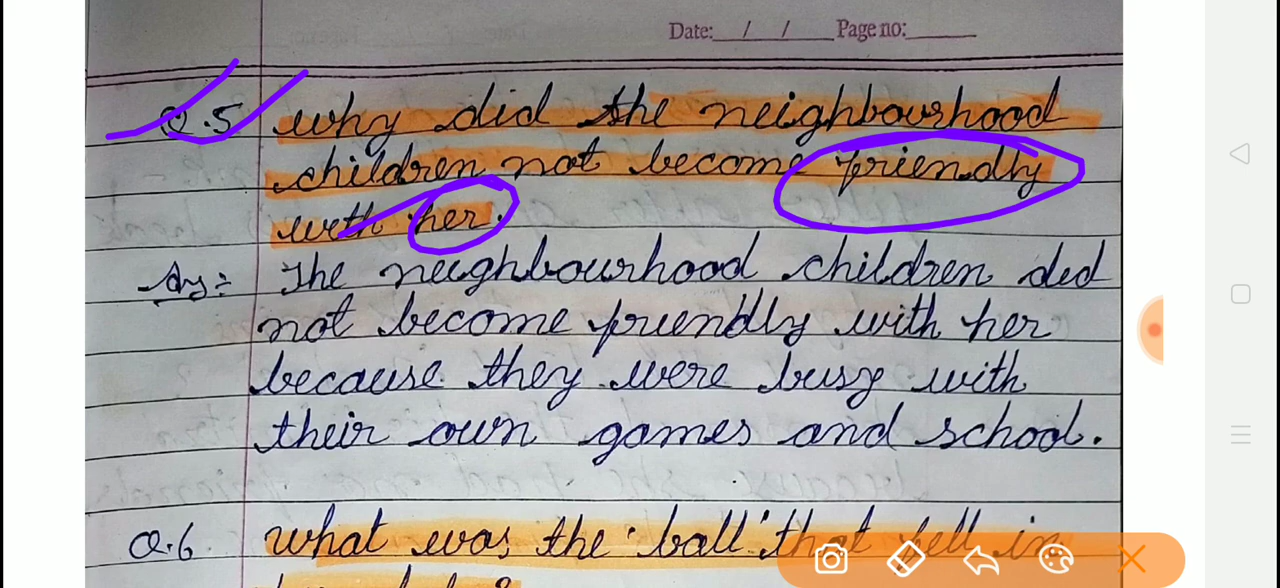 Date: / / Page no:
Q.5 why did the neighbourhood
children not become friendly
with her.
Ans:- The neighbourhood children did
not become friendly with her
because they were busy with
their own games and school.
Q.6 what was the 'ball' that fell in